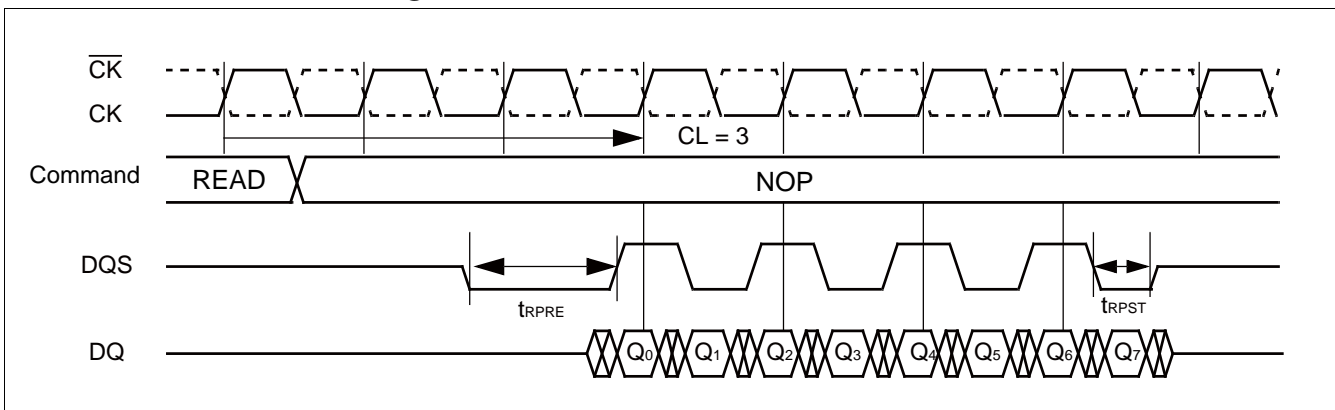 CK
CK
CL = 3
Command READ NOP
DQS
tRPRE tRPST
DQ Q0 Q1 Q2 Q3 Q4 Q5 Q6 Q7